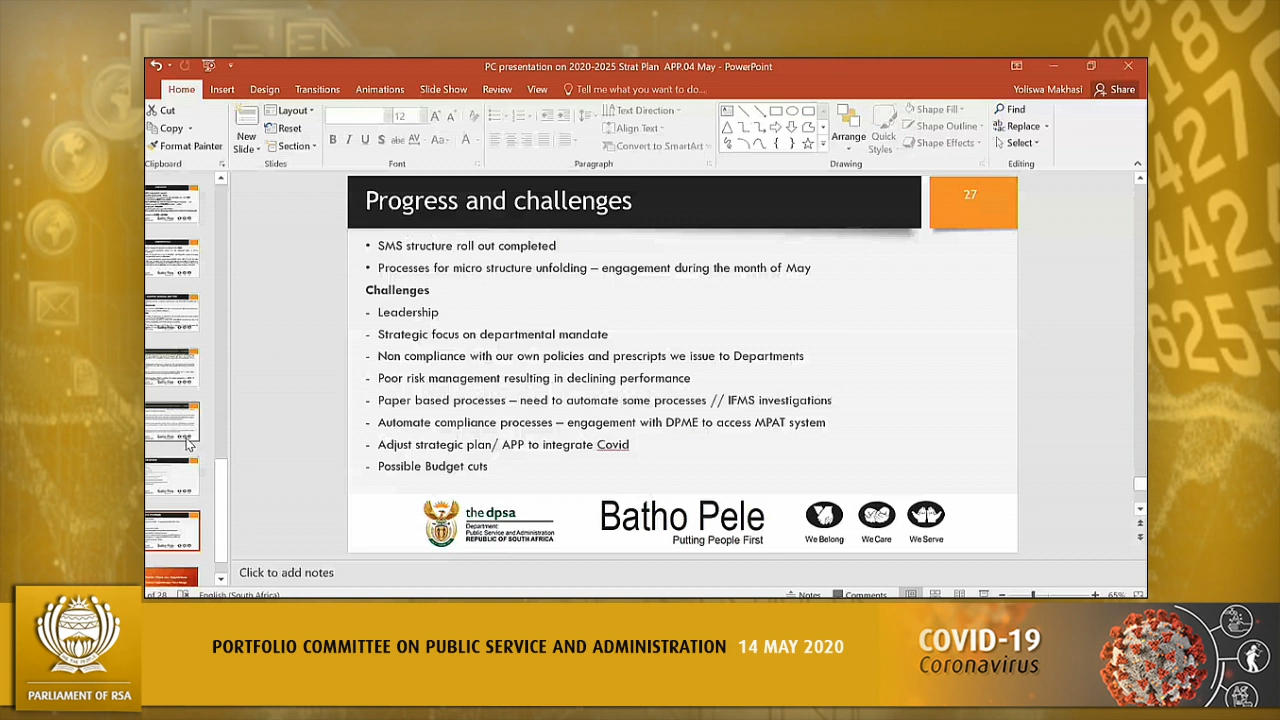 PC presentation on 2020-2025 Strat Plan APP.04 May - PowerPoint
Home Insert Design Transitions Animations Slide Show Review View Tell me what you want to do... Yoliswa Makhasi Share
Cut
Copy
Format Painter
Clipboard
New
Slide
Layout
Reset
Section
Slides
12
B I U S abc AV Aa A
Font
Text Direction
Align Text
Convert to SmartArt
Paragraph
Arrange
Quick
Styles
Shape Fill
Shape Outline
Shape Effects
Drawing
Find
Replace
Select
Editing
Progress and challenges
27
• SMS structure roll out completed
• Processes for micro structure unfolding – engagement during the month of May
Challenges
- Leadership
- Strategic focus on departmental mandate
- Non compliance with our own policies and prescripts we issue to Departments
- Poor risk management resulting in declining performance
- Paper based processes – need to automate some processes // IFMS investigations
- Automate compliance processes – engagement with DPME to access MPAT system
- Adjust strategic plan/ APP to integrate Covid
- Possible Budget cuts
the dpsa
Department:
Public Service and Administration
REPUBLIC OF SOUTH AFRICA
Batho Pele
Putting People First
We Belong We Care We Serve
Click to add notes
of 28 English (South Africa) Notes Comments 65%
PORTFOLIO COMMITTEE ON PUBLIC SERVICE AND ADMINISTRATION 14 MAY 2020
COVID-19
Coronavirus
PARLIAMENT OF RSA